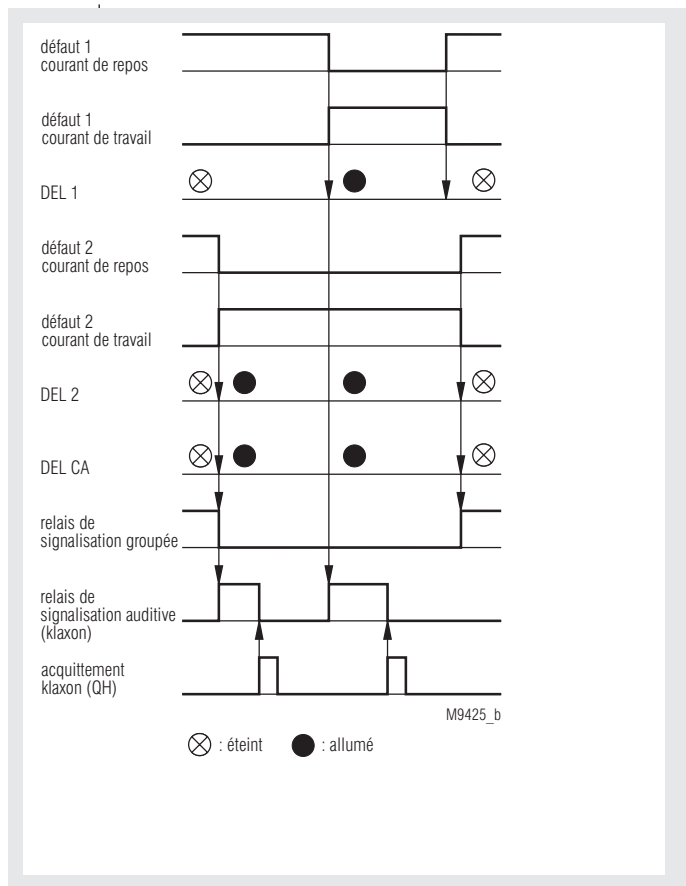 défaut 1
courant de repos
défaut 1
courant de travail
DEL 1
défaut 2
courant de repos
défaut 2
courant de travail
DEL 2
DEL CA
relais de
signalisation groupée
relais de
signalisation auditive
(klaxon)
acquittement
klaxon (QH)
M9425_b
: éteint : allumé